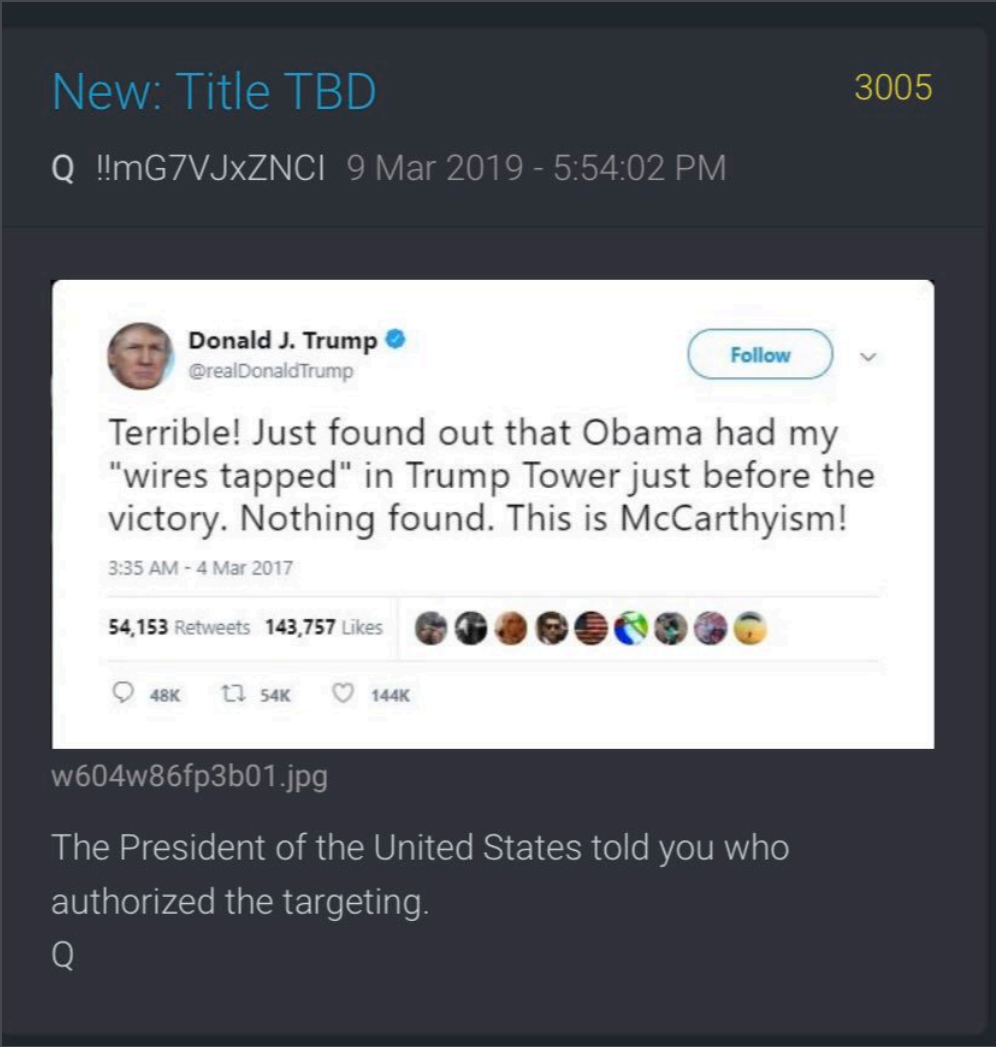 New: Title TBD 3005
Q !!mG7VJxZNCI 9 Mar 2019 - 5:54:02 PM
Donald J. Trump
@realDonaldTrump
Follow
Terrible! Just found out that Obama had my
"wires tapped" in Trump Tower just before the
victory. Nothing found. This is McCarthyism!
3:35 AM - 4 Mar 2017
54,153 Retweets 143,757 Likes
48K 54K 144K
w604w86fp3b01.jpg
The President of the United States told you who
authorized the targeting.
Q